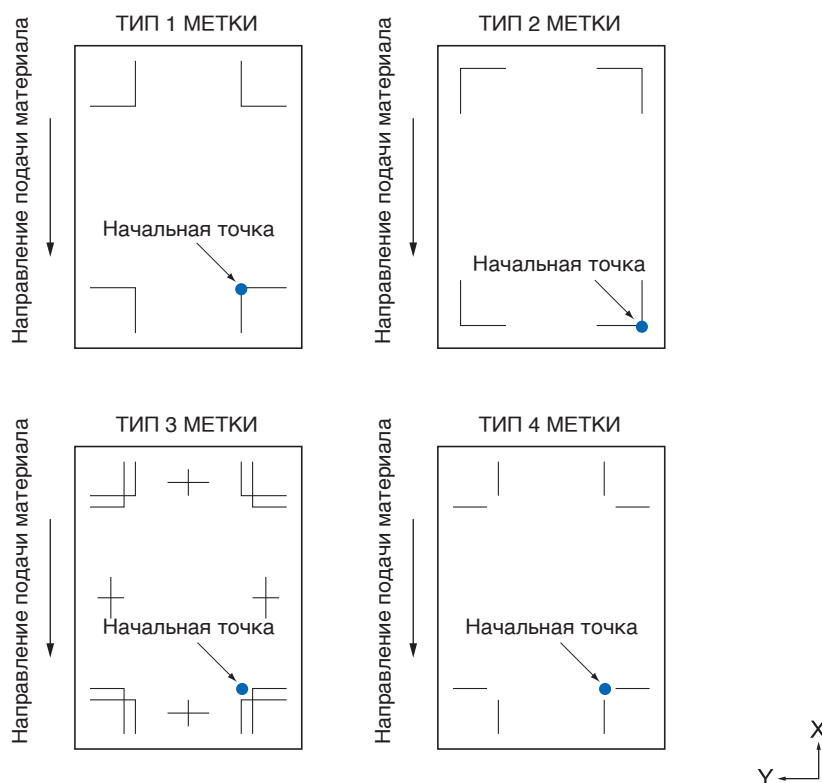 ТИП 1 МЕТКИ
Направление подачи материала
Начальная точка
ТИП 2 МЕТКИ
Направление подачи материала
Начальная точка
ТИП 3 МЕТКИ
Направление подачи материала
Начальная точка
ТИП 4 МЕТКИ
Направление подачи материала
Начальная точка
X
Y